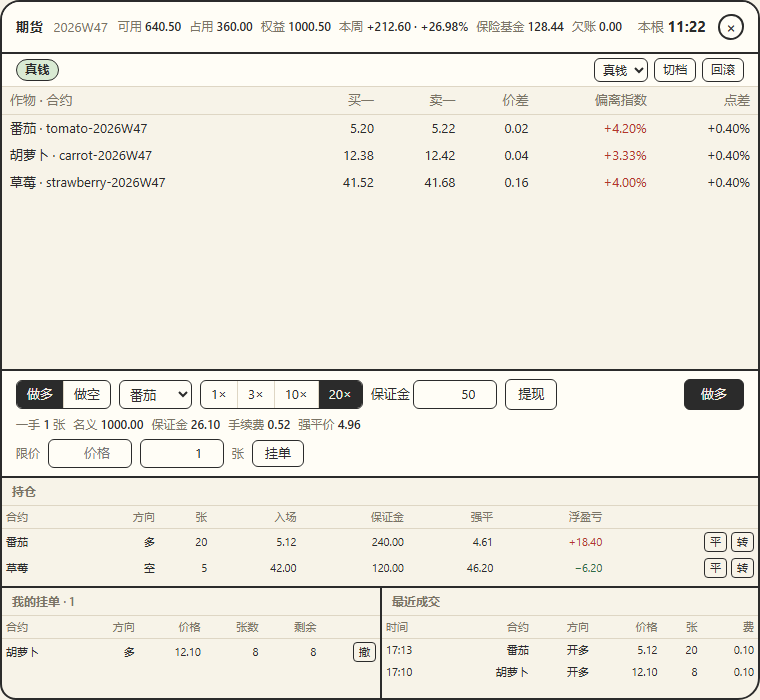 期货 2026W47 可用 640.50 占用 360.00 权益 1000.50 本周 +212.60 · +26.98% 保险基金 128.44 欠账 0.00 本根 11:22 ×
真钱 真钱 切档 回滚
作物 · 合约 买一 卖一 价差 偏离指数 点差
番茄 · tomato-2026W47 5.20 5.22 0.02 +4.20% +0.40%
胡萝卜 · carrot-2026W47 12.38 12.42 0.04 +3.33% +0.40%
草莓 · strawberry-2026W47 41.52 41.68 0.16 +4.00% +0.40%
做多 做空 番茄 1× 3× 10× 20× 保证金 50 提现 做多
一手 1 张 名义 1000.00 保证金 26.10 手续费 0.52 强平价 4.96
限价 价格 1 张 挂单
持仓
合约 方向 张 入场 保证金 强平 浮盈亏
番茄 多 20 5.12 240.00 4.61 +18.40 平 转
草莓 空 5 42.00 120.00 46.20 −6.20 平 转
我的挂单 · 1
合约 方向 价格 张数 剩余
胡萝卜 多 12.10 8 8 撤
最近成交
时间 合约 方向 价格 张 费
17:13 番茄 开多 5.12 20 0.10
17:10 胡萝卜 开多 12.10 8 0.10